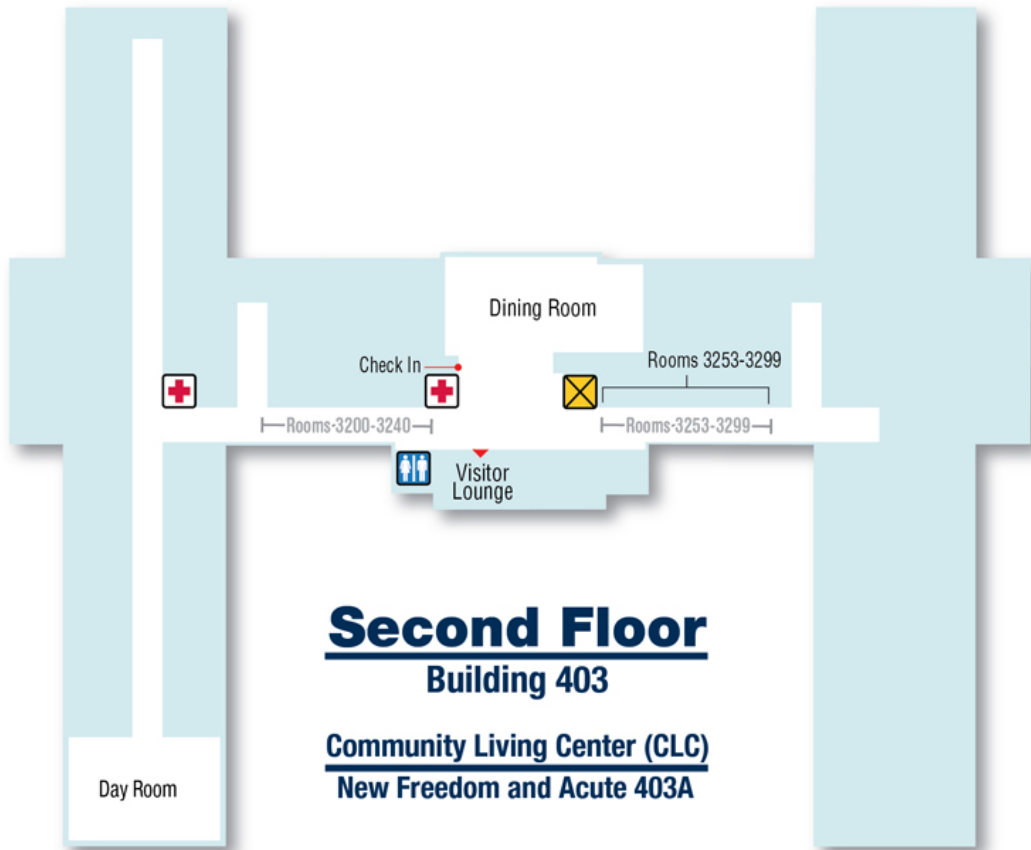 Dining Room
Check In
Rooms 3253-3299
Rooms-3200-3240
Rooms-3253-3299
Visitor
Lounge
Second Floor
Building 403
Community Living Center (CLC)
New Freedom and Acute 403A
Day Room